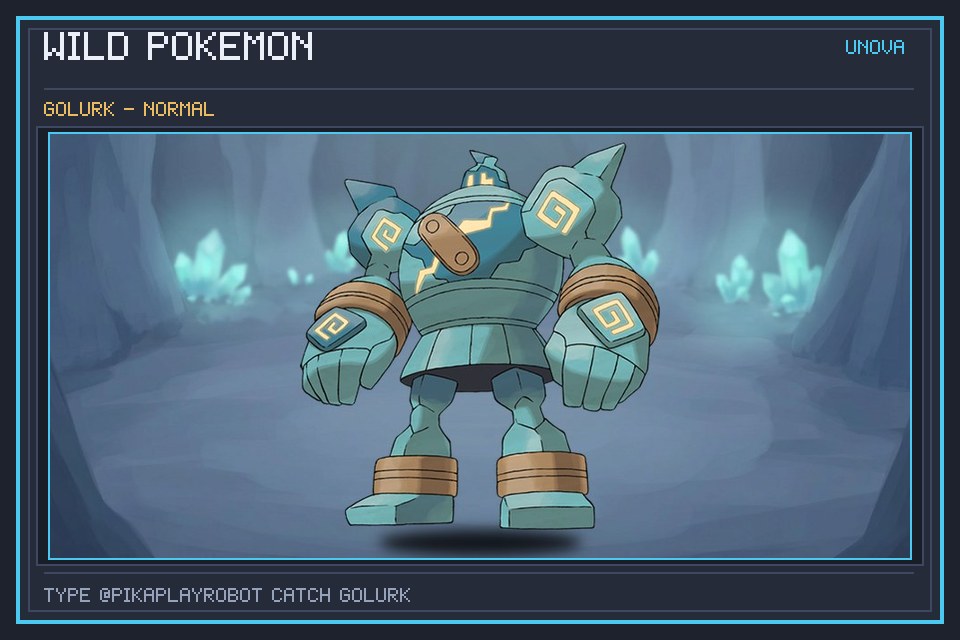 WILD POKEMON
UNOVA
GOLURK - NORMAL
TYPE @PIKAPLAYROBOT CATCH GOLURK